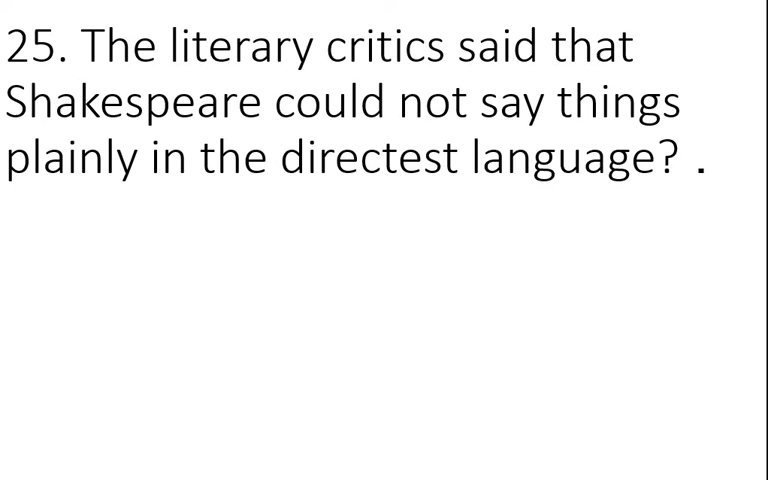 25. The literary critics said that
Shakespeare could not say things
plainly in the directest language? .